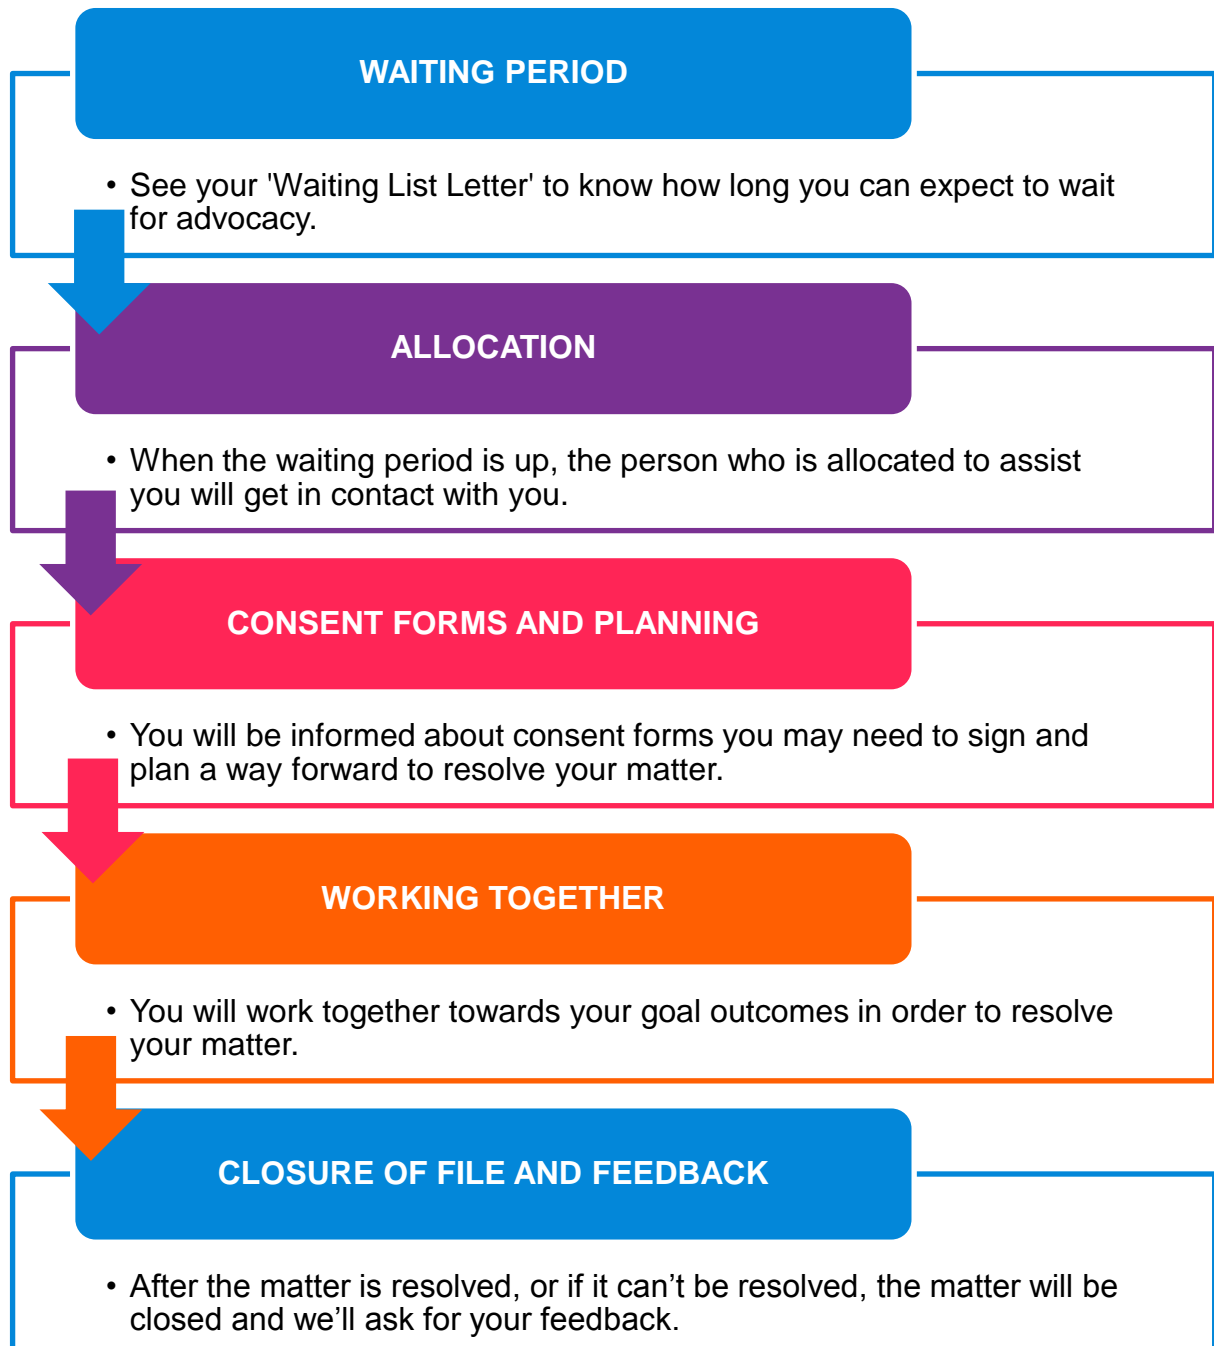 WAITING PERIOD
• See your 'Waiting List Letter' to know how long you can expect to wait
for advocacy.
ALLOCATION
• When the waiting period is up, the person who is allocated to assist
you will get in contact with you.
CONSENT FORMS AND PLANNING
• You will be informed about consent forms you may need to sign and
plan a way forward to resolve your matter.
WORKING TOGETHER
• You will work together towards your goal outcomes in order to resolve
your matter.
CLOSURE OF FILE AND FEEDBACK
• After the matter is resolved, or if it can’t be resolved, the matter will be
closed and we’ll ask for your feedback.